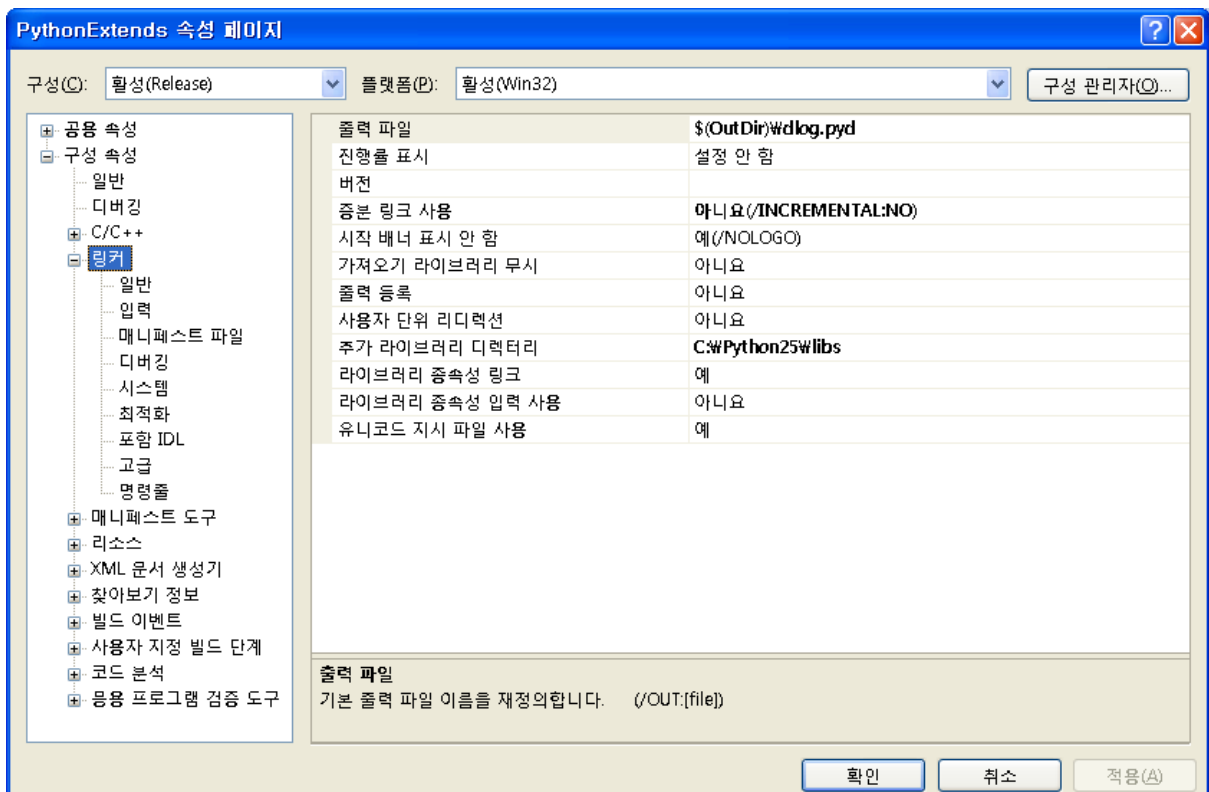 PythonExtends 속성 페이지
구성(C): 활성(Release) 플랫폼(P): 활성(Win32) 구성 관리자(O)...
공용 속성
구성 속성
일반
디버깅
C/C++
링커
일반
입력
매니페스트 파일
디버깅
시스템
최적화
포함 IDL
고급
명령줄
매니페스트 도구
리소스
XML 문서 생성기
찾아보기 정보
빌드 이벤트
사용자 지정 빌드 단계
코드 분석
응용 프로그램 검증 도구
출력 파일 $(OutDir)₩dlog.pyd
진행률 표시 설정 안 함
버전
증분 링크 사용 아니요(/INCREMENTAL:NO)
시작 배너 표시 안 함 예(/NOLOGO)
가져오기 라이브러리 무시 아니요
출력 등록 아니요
사용자 단위 리디렉션 아니요
추가 라이브러리 디렉터리 C:₩Python25₩libs
라이브러리 종속성 링크 예
라이브러리 종속성 입력 사용 아니요
유니코드 지시 파일 사용 예
출력 파일
기본 출력 파일 이름을 재정의합니다. (/OUT:[file])
확인 취소 적용(A)